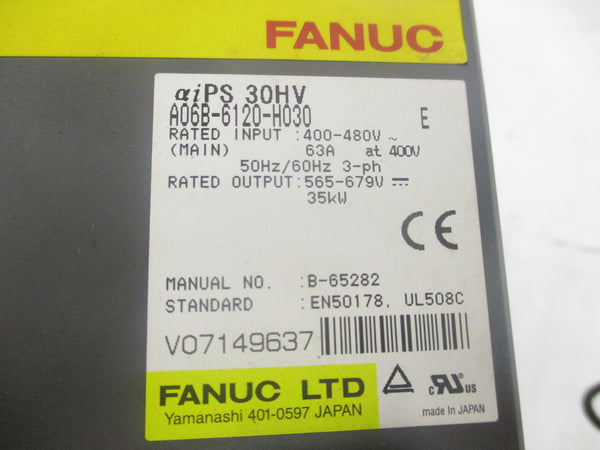 FANUC
αiPS 30HV
A06B-6120-H030 E
RATED INPUT :400-480V ~
(MAIN) 63A at 400V
50Hz/60Hz 3-ph
RATED OUTPUT:565-679V ⎓
35kW
CE
MANUAL NO. :B-65282
STANDARD :EN50178, UL508C
V07149637
FANUC LTD
Yamanashi 401-0597 JAPAN
c RU us
made in JAPAN